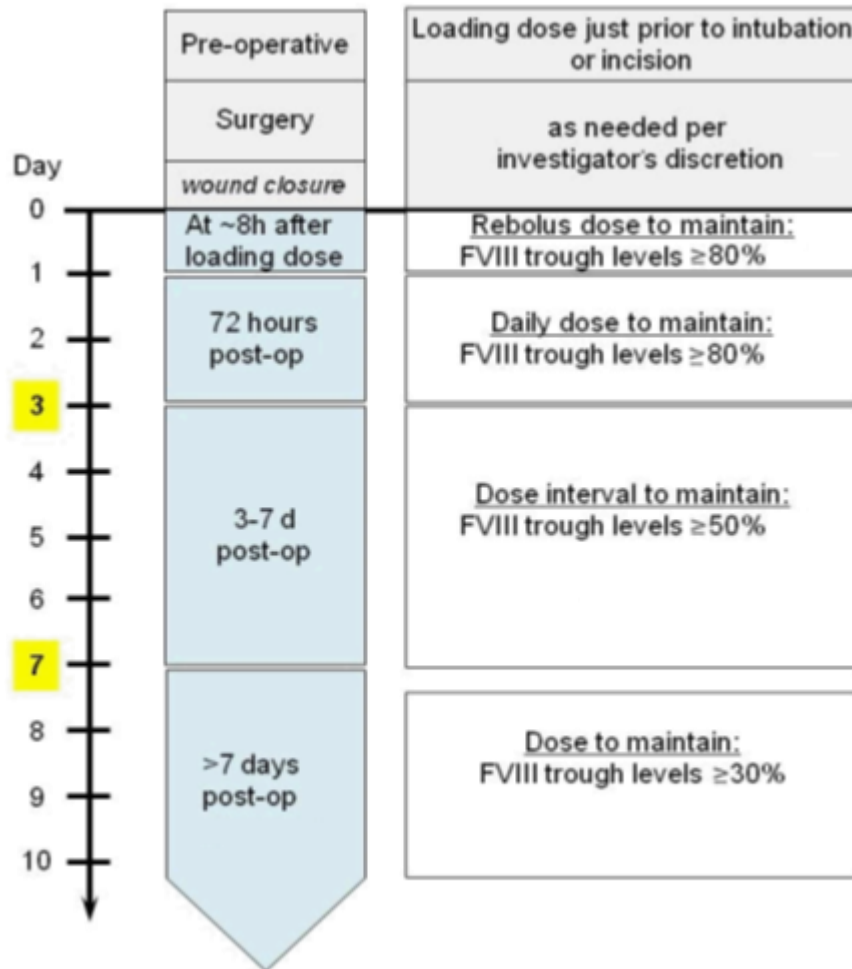 Pre-operative
Loading dose just prior to intubation
or incision
Surgery
as needed per
investigator's discretion
wound closure
Day
0
At ~8h after
loading dose
Rebolus dose to maintain:
FVIII trough levels ≥80%
1
72 hours
post-op
Daily dose to maintain:
FVIII trough levels ≥80%
2
3
4
3-7 d
post-op
Dose interval to maintain:
FVIII trough levels ≥50%
5
6
7
8
>7 days
post-op
Dose to maintain:
FVIII trough levels ≥30%
9
10